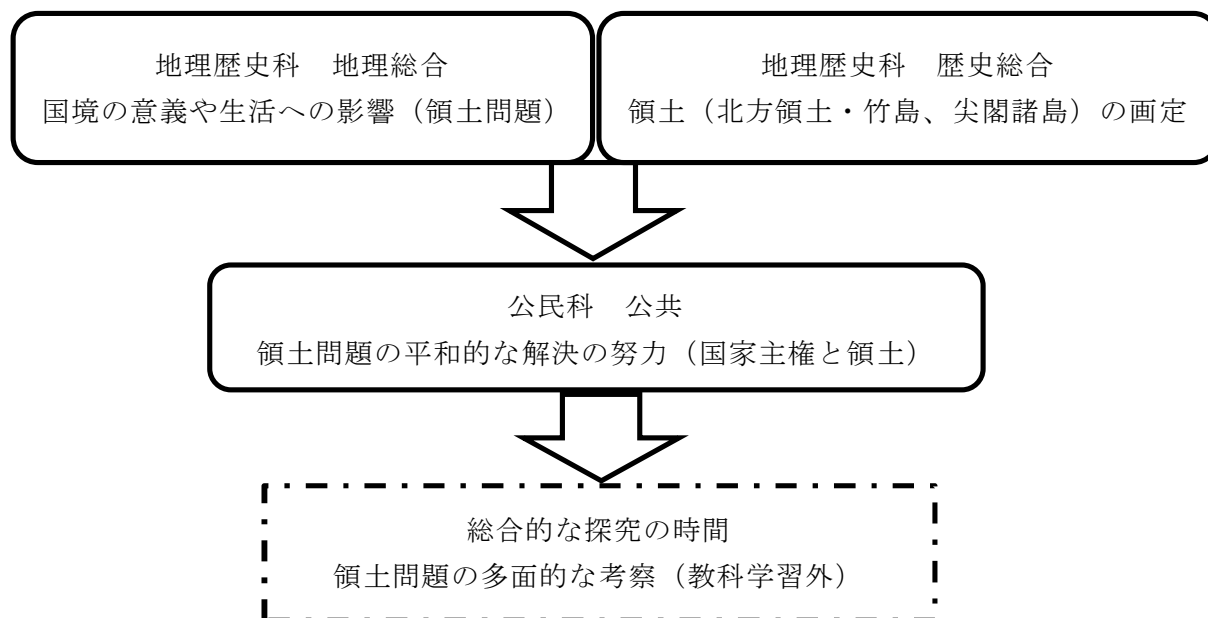 地理歴史科　地理総合
国境の意義や生活への影響（領土問題）
地理歴史科　歴史総合
領土（北方領土・竹島、尖閣諸島）の画定
公民科　公共
領土問題の平和的な解決の努力（国家主権と領土）
総合的な探究の時間
領土問題の多面的な考察（教科学習外）